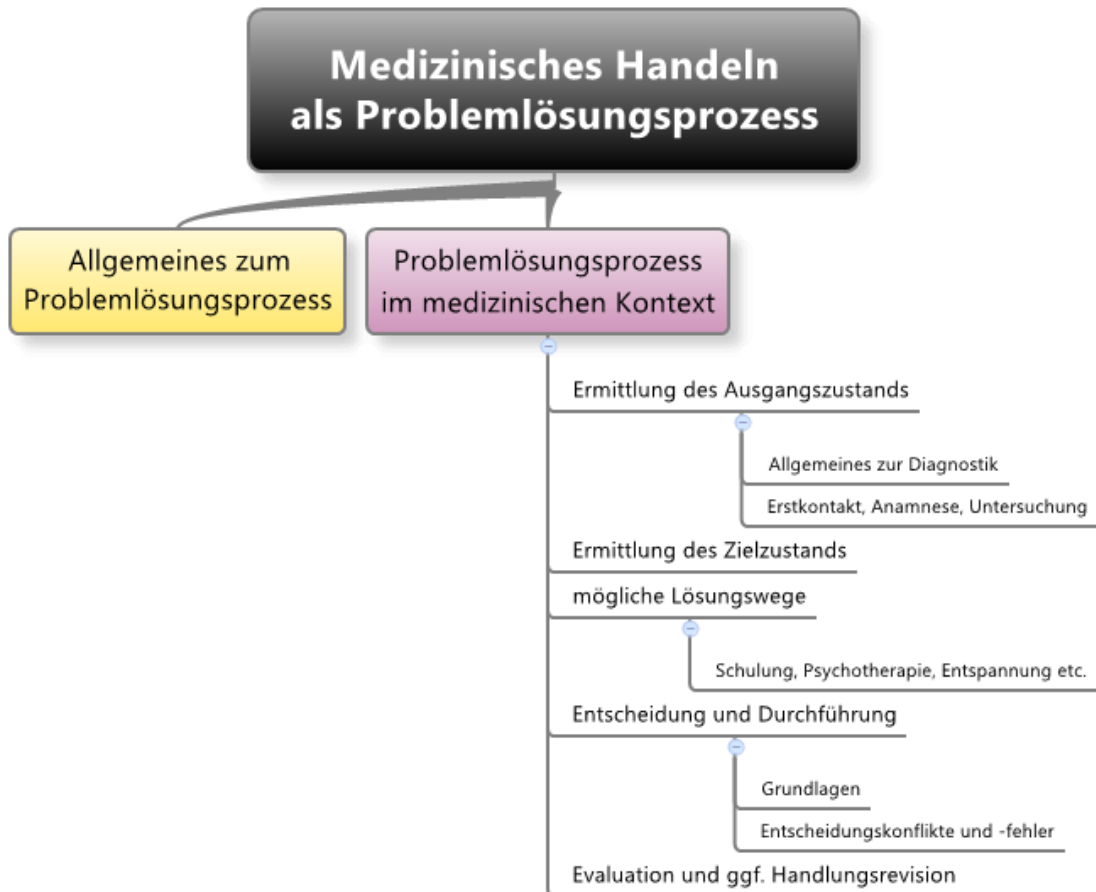 Medizinisches Handeln
als Problemlösungsprozess
Allgemeines zum
Problemlösungsprozess
Problemlösungsprozess
im medizinischen Kontext
Ermittlung des Ausgangszustands
Allgemeines zur Diagnostik
Erstkontakt, Anamnese, Untersuchung
Ermittlung des Zielzustands
mögliche Lösungswege
Schulung, Psychotherapie, Entspannung etc.
Entscheidung und Durchführung
Grundlagen
Entscheidungskonflikte und -fehler
Evaluation und ggf. Handlungsrevision